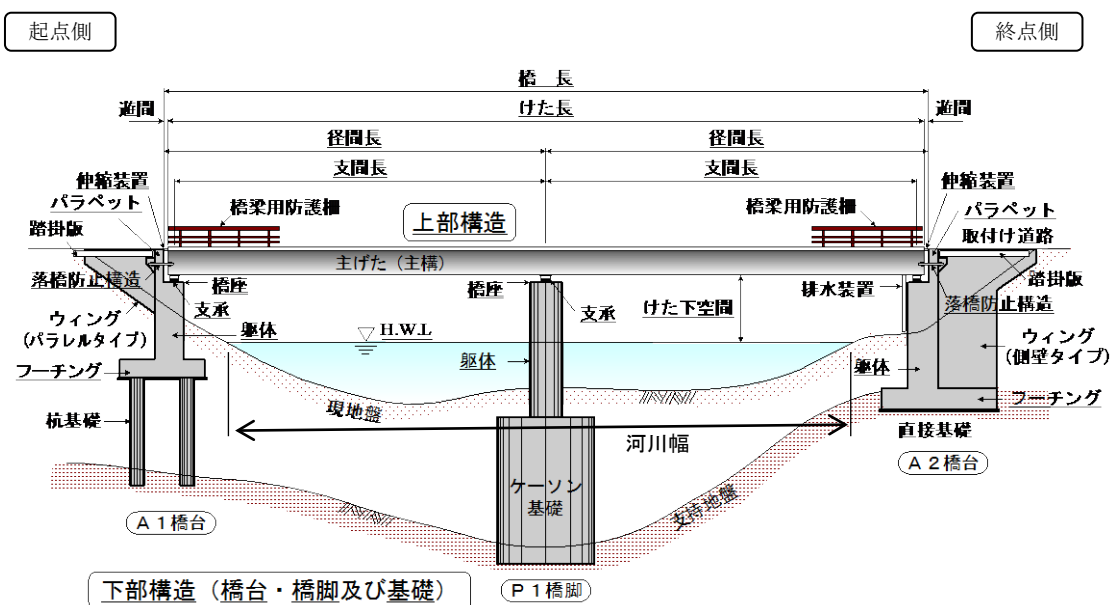 起点側
終点側
橋　長
遊間
けた長
遊間
径間長
径間長
支間長
支間長
伸縮装置
伸縮装置
パラペット
橋梁用防護柵
橋梁用防護柵
パラペット
踏掛版
上部構造
取付け道路
主げた（主構）
落橋防止構造
橋座
橋座
排水装置
踏掛版
支承
支承
けた下空間
落橋防止構造
ウィング
(パラレルタイプ)
躯体
H.W.L
ウィング
(側壁タイプ)
躯体
躯体
フーチング
フーチング
現地盤
杭基礎
河川幅
直接基礎
A２橋台
ケーソン
基礎
支持地盤
A１橋台
下部構造（橋台・橋脚及び基礎）
P１橋脚